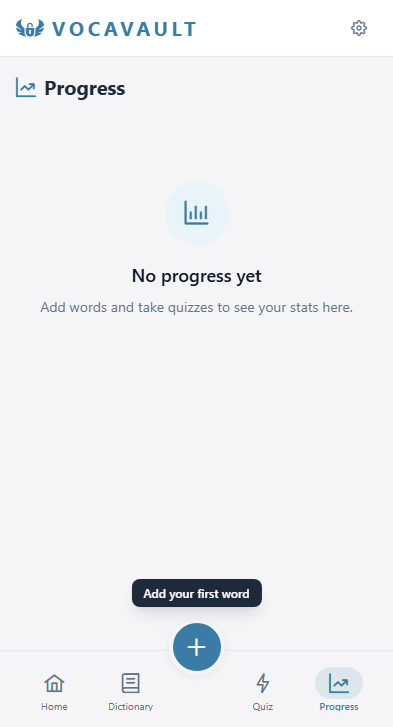 VOCAVAULT
Progress
No progress yet
Add words and take quizzes to see your stats here.
Add your first word
Home
Dictionary
Quiz
Progress